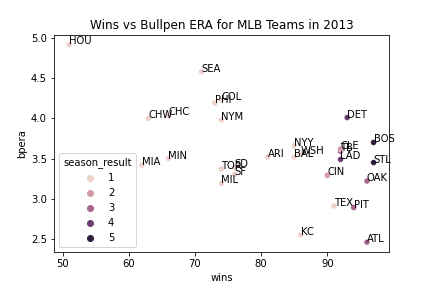 Wins vs Bullpen ERA for MLB Teams in 2013
5.0
HOU
SEA
4.5
COL
PHI
CHC
CHW
NYM
DET
4.0
bpera
BOS
NYY
CLE
TB
WSH
BAL
LAD
ARI
3.5
STL
MIN
MIA
TOR
SD
SF
CIN
OAK
MIL
3.0
TEX
PIT
KC
ATL
2.5
season_result
1
2
3
4
5
50
60
70
80
90
wins